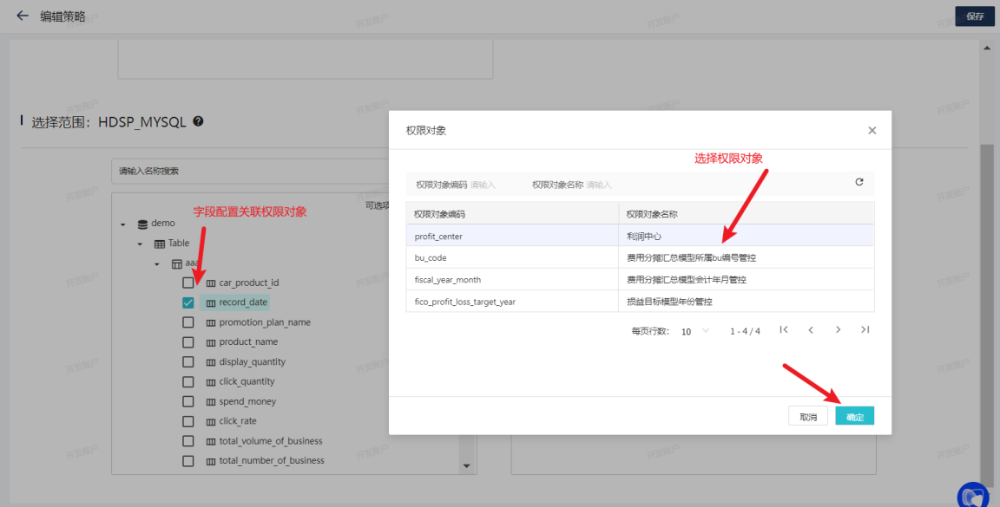 编辑策略
保存
选择范围：HDSP_MYSQL
请输入名称搜索
可选项
字段配置关联权限对象
demo
Table
aaa
car_product_id
record_date
promotion_plan_name
product_name
display_quantity
click_quantity
spend_money
click_rate
total_volume_of_business
total_number_of_business
权限对象
选择权限对象
权限对象编码 请输入 权限对象名称 请输入
权限对象编码 权限对象名称
profit_center 利润中心
bu_code 费用分摊汇总模型所属bu编号管控
fiscal_year_month 费用分摊汇总模型会计年月管控
fico_profit_loss_target_year 损益目标模型年份管控
每页行数： 10 1 - 4 / 4
取消 确定
开发账户